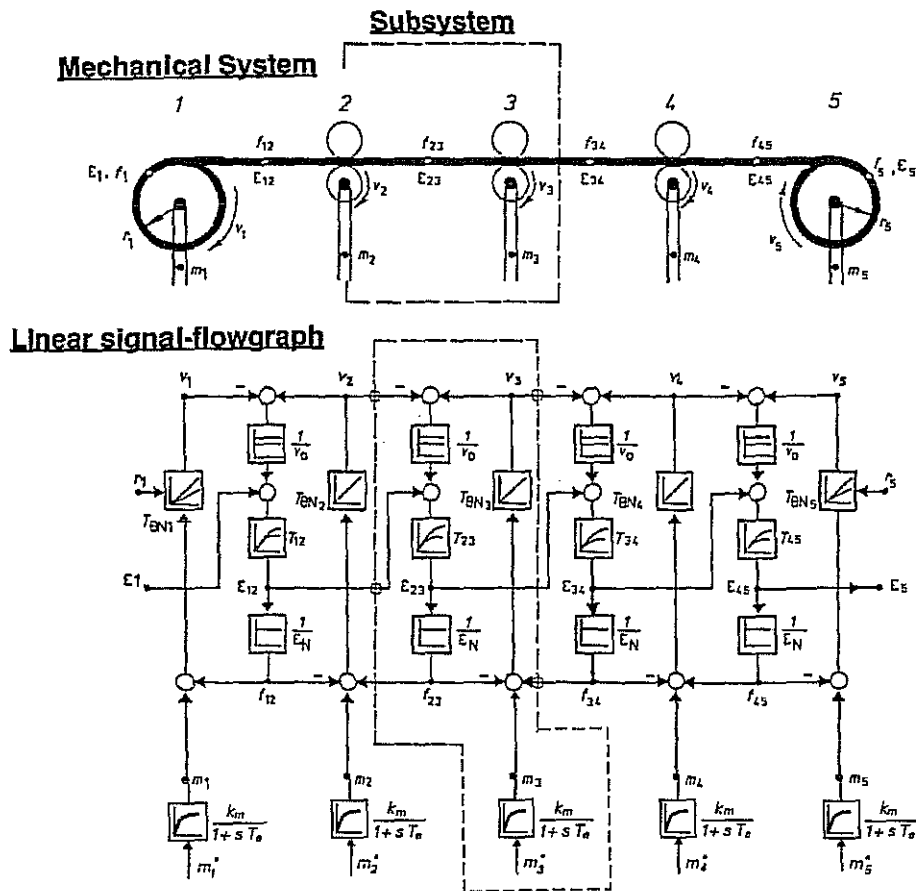 Subsystem
Mechanical System
1 2 3 4 5
f12 f23 f34 f45
ε1, f1 ε12 ε23 ε34 ε45 f5, ε5
v2 v3 v4
r1 v1 v5 r5
m1 m2 m3 m4 m5
Linear signal-flowgraph
v1 - v2 - v3 - v4 - v5
1/v0 1/v0 1/v0 1/v0
r1 r5
TBN1 TBN2 TBN3 TBN4 TBN5
T12 T23 T34 T45
ε1 ε12 ε23 ε34 ε45 ε5
1/εN 1/εN 1/εN 1/εN
- - - -
f12 f23 f34 f45
m1 m2 m3 m4 m5
km/1+sTe km/1+sTe km/1+sTe km/1+sTe km/1+sTe
m1* m2* m3* m4* m5*